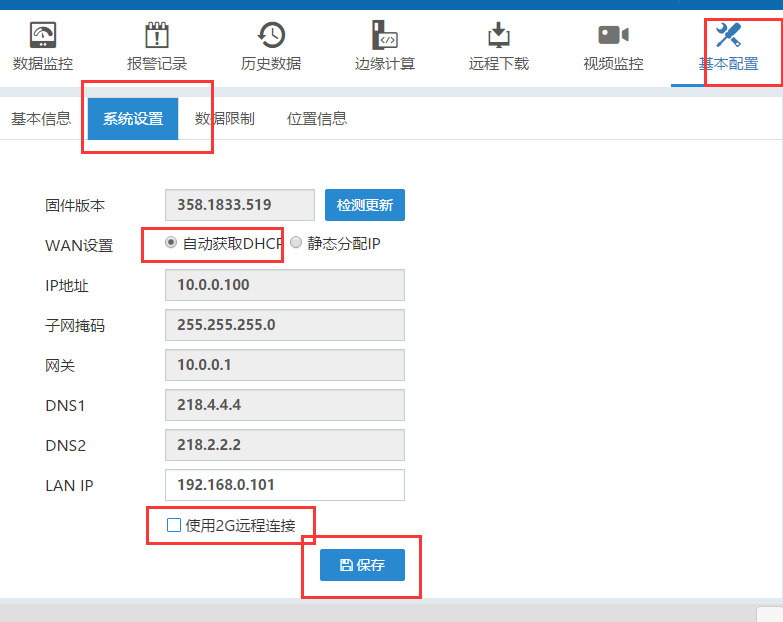 数据监控 报警记录 历史数据 边缘计算 远程下载 视频监控 基本配置
基本信息 系统设置 数据限制 位置信息
固件版本 358.1833.519 检测更新
WAN设置 自动获取DHCP 静态分配IP
IP地址 10.0.0.100
子网掩码 255.255.255.0
网关 10.0.0.1
DNS1 218.4.4.4
DNS2 218.2.2.2
LAN IP 192.168.0.101
使用2G远程连接
保存